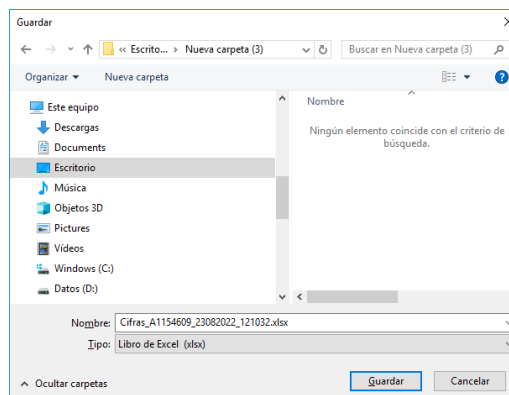 Guardar
« Escrito... › Nueva carpeta (3)
Buscar en Nueva carpeta (3)
Organizar
Nueva carpeta
Este equipo
Descargas
Documents
Escritorio
Música
Objetos 3D
Pictures
Vídeos
Windows (C:)
Datos (D:)
Nombre
Ningún elemento coincide con el criterio de
búsqueda.
Nombre: Cifras_A1154609_23082022_121032.xlsx
Tipo: Libro de Excel (xlsx)
Ocultar carpetas
Guardar
Cancelar